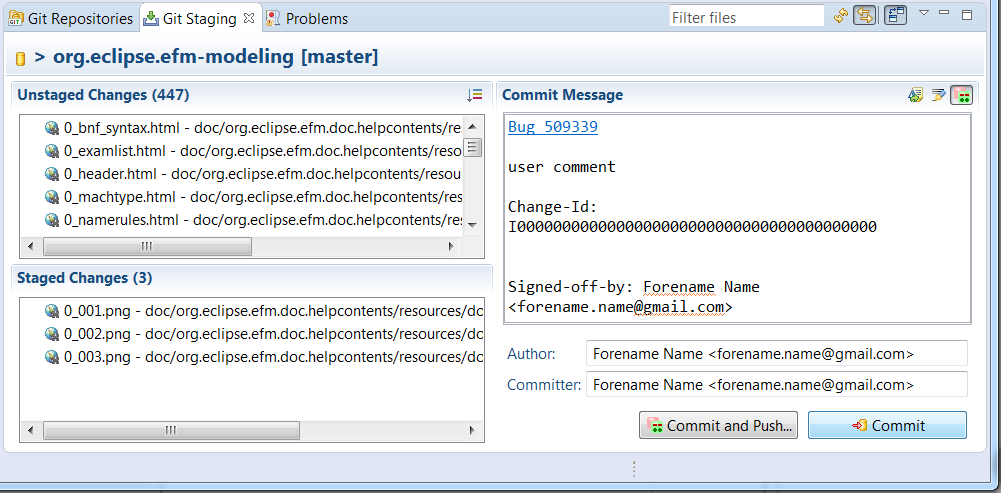 Git Repositories
Git Staging
Problems
Filter files
> org.eclipse.efm-modeling [master]
Unstaged Changes (447)
0_bnf_syntax.html - doc/org.eclipse.efm.doc.helpcontents/re
0_examlist.html - doc/org.eclipse.efm.doc.helpcontents/reso
0_header.html - doc/org.eclipse.efm.doc.helpcontents/resou
0_machtype.html - doc/org.eclipse.efm.doc.helpcontents/re
0_namerules.html - doc/org.eclipse.efm.doc.helpcontents/res
Staged Changes (3)
0_001.png - doc/org.eclipse.efm.doc.helpcontents/resources/dc
0_002.png - doc/org.eclipse.efm.doc.helpcontents/resources/dc
0_003.png - doc/org.eclipse.efm.doc.helpcontents/resources/dc
Commit Message
Bug 509339
user comment
Change-Id:
I0000000000000000000000000000000000000000
Signed-off-by: Forename Name
<forename.name@gmail.com>
Author:
Forename Name <forename.name@gmail.com>
Committer:
Forename Name <forename.name@gmail.com>
Commit and Push...
Commit